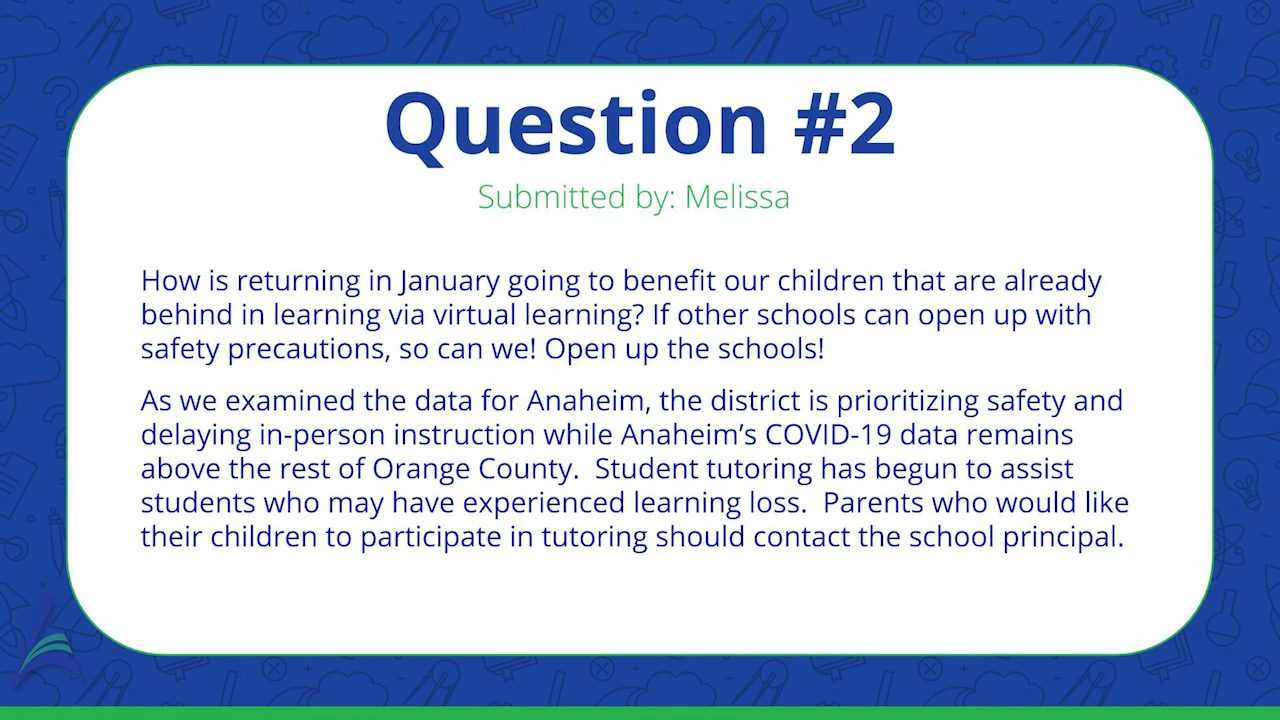 Question #2
Submitted by: Melissa
How is returning in January going to benefit our children that are already
behind in learning via virtual learning? If other schools can open up with
safety precautions, so can we! Open up the schools!
As we examined the data for Anaheim, the district is prioritizing safety and
delaying in-person instruction while Anaheim’s COVID-19 data remains
above the rest of Orange County.  Student tutoring has begun to assist
students who may have experienced learning loss.  Parents who would like
their children to participate in tutoring should contact the school principal.